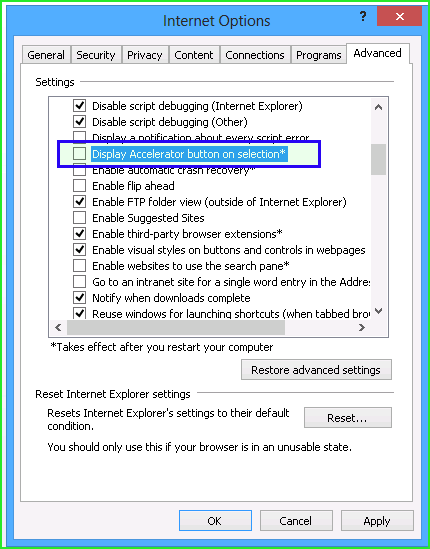 Internet Options
?
General Security Privacy Content Connections Programs Advanced
Settings
Disable script debugging (Internet Explorer)
Disable script debugging (Other)
Display a notification about every script error
Display Accelerator button on selection*
Enable automatic crash recovery*
Enable flip ahead
Enable FTP folder view (outside of Internet Explorer)
Enable Suggested Sites
Enable third-party browser extensions*
Enable visual styles on buttons and controls in webpages
Enable websites to use the search pane*
Go to an intranet site for a single word entry in the Addre
Notify when downloads complete
Reuse windows for launching shortcuts (when tabbed brow
*Takes effect after you restart your computer
Restore advanced settings
Reset Internet Explorer settings
Resets Internet Explorer's settings to their default
condition.
Reset...
You should only use this if your browser is in an unusable state.
OK Cancel Apply